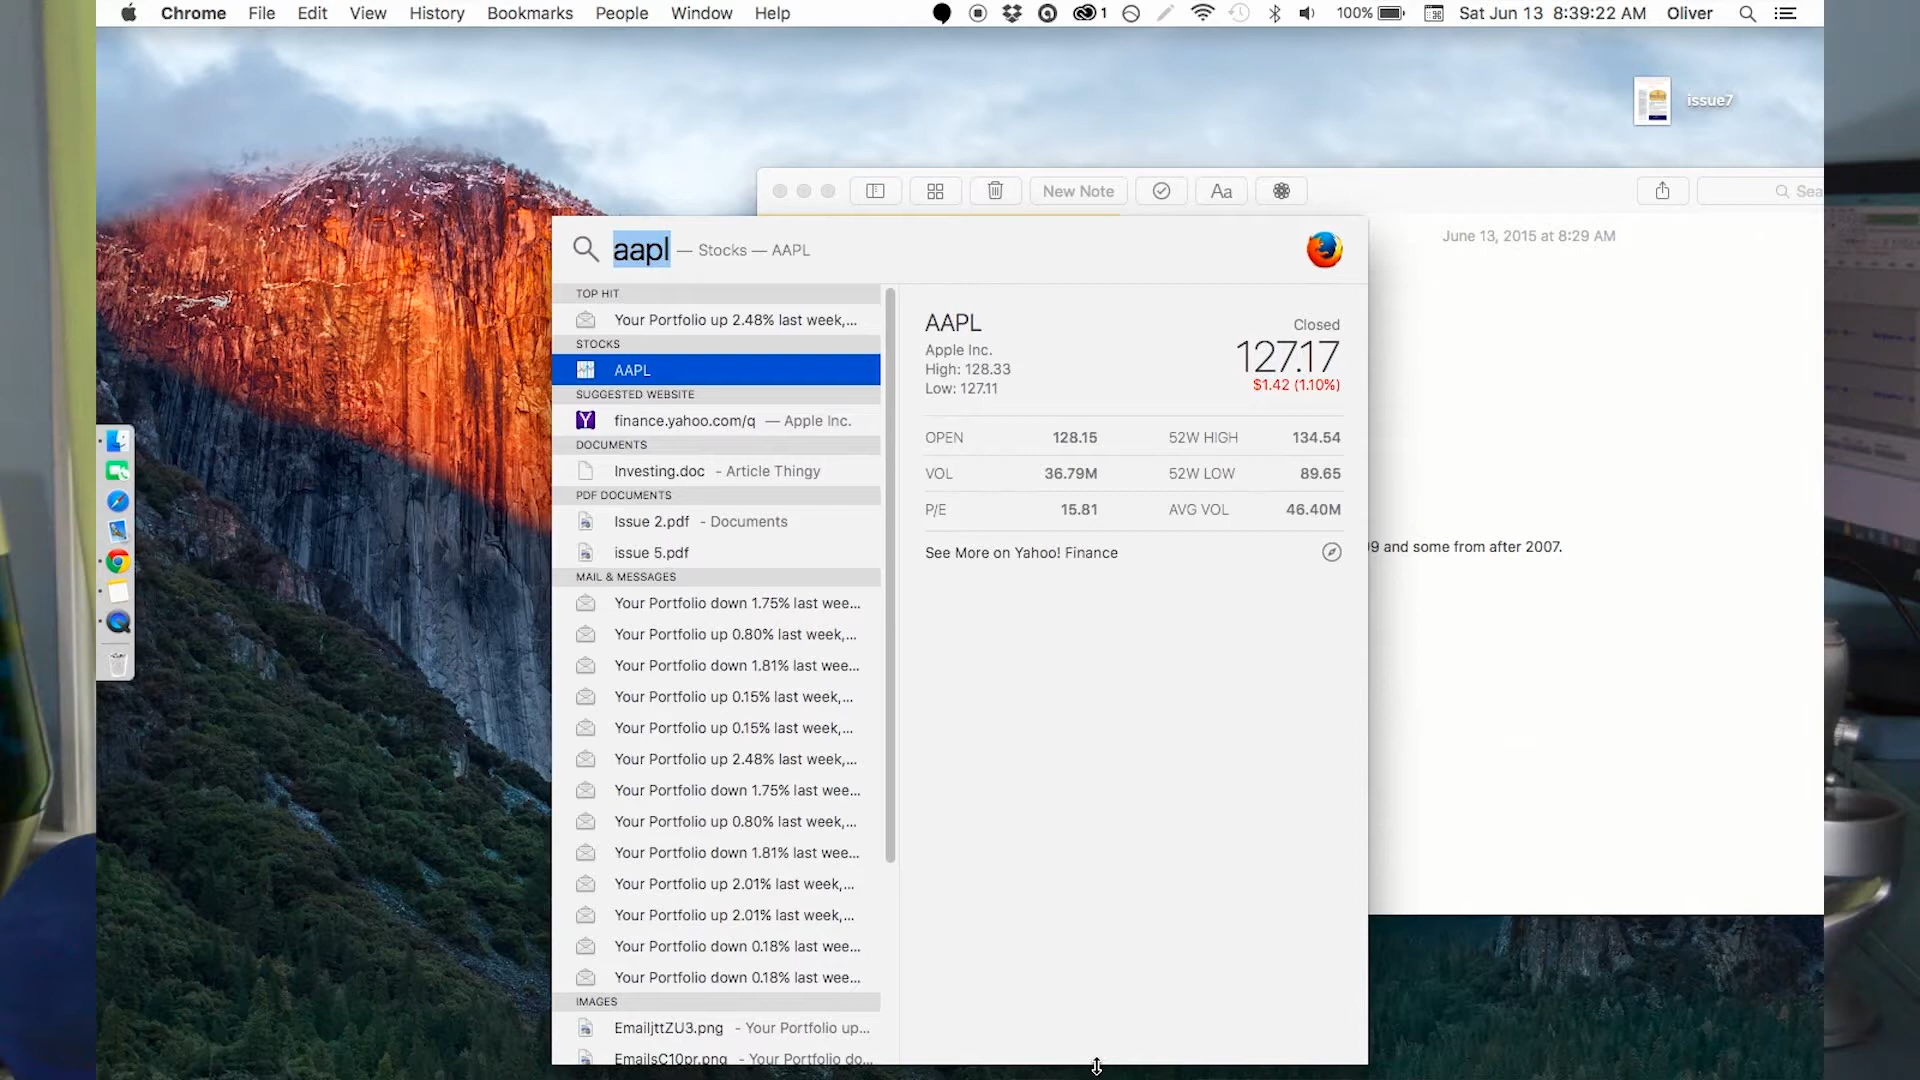 Chrome File Edit View History Bookmarks People Window Help 1 100% Sat Jun 13 8:39:22 AM Oliver
issue7
New Note Aa Sea
June 13, 2015 at 8:29 AM
aapl — Stocks — AAPL
TOP HIT
Your Portfolio up 2.48% last week,...
STOCKS
AAPL
SUGGESTED WEBSITE
finance.yahoo.com/q — Apple Inc.
DOCUMENTS
Investing.doc - Article Thingy
PDF DOCUMENTS
Issue 2.pdf - Documents
issue 5.pdf
MAIL & MESSAGES
Your Portfolio down 1.75% last wee...
Your Portfolio up 0.80% last week,...
Your Portfolio down 1.81% last wee...
Your Portfolio up 0.15% last week,...
Your Portfolio up 0.15% last week,...
Your Portfolio up 2.48% last week,...
Your Portfolio down 1.75% last wee...
Your Portfolio up 0.80% last week,...
Your Portfolio down 1.81% last wee...
Your Portfolio up 2.01% last week,...
Your Portfolio up 2.01% last week,...
Your Portfolio down 0.18% last wee...
Your Portfolio down 0.18% last wee...
IMAGES
EmailjttZU3.png - Your Portfolio up...
EmailsC10pr.png - Your Portfolio do...
AAPL
Closed
Apple Inc.
127.17
High: 128.33
$1.42 (1.10%)
Low: 127.11
OPEN 128.15 52W HIGH 134.54
VOL 36.79M 52W LOW 89.65
P/E 15.81 AVG VOL 46.40M
See More on Yahoo! Finance
9 and some from after 2007.